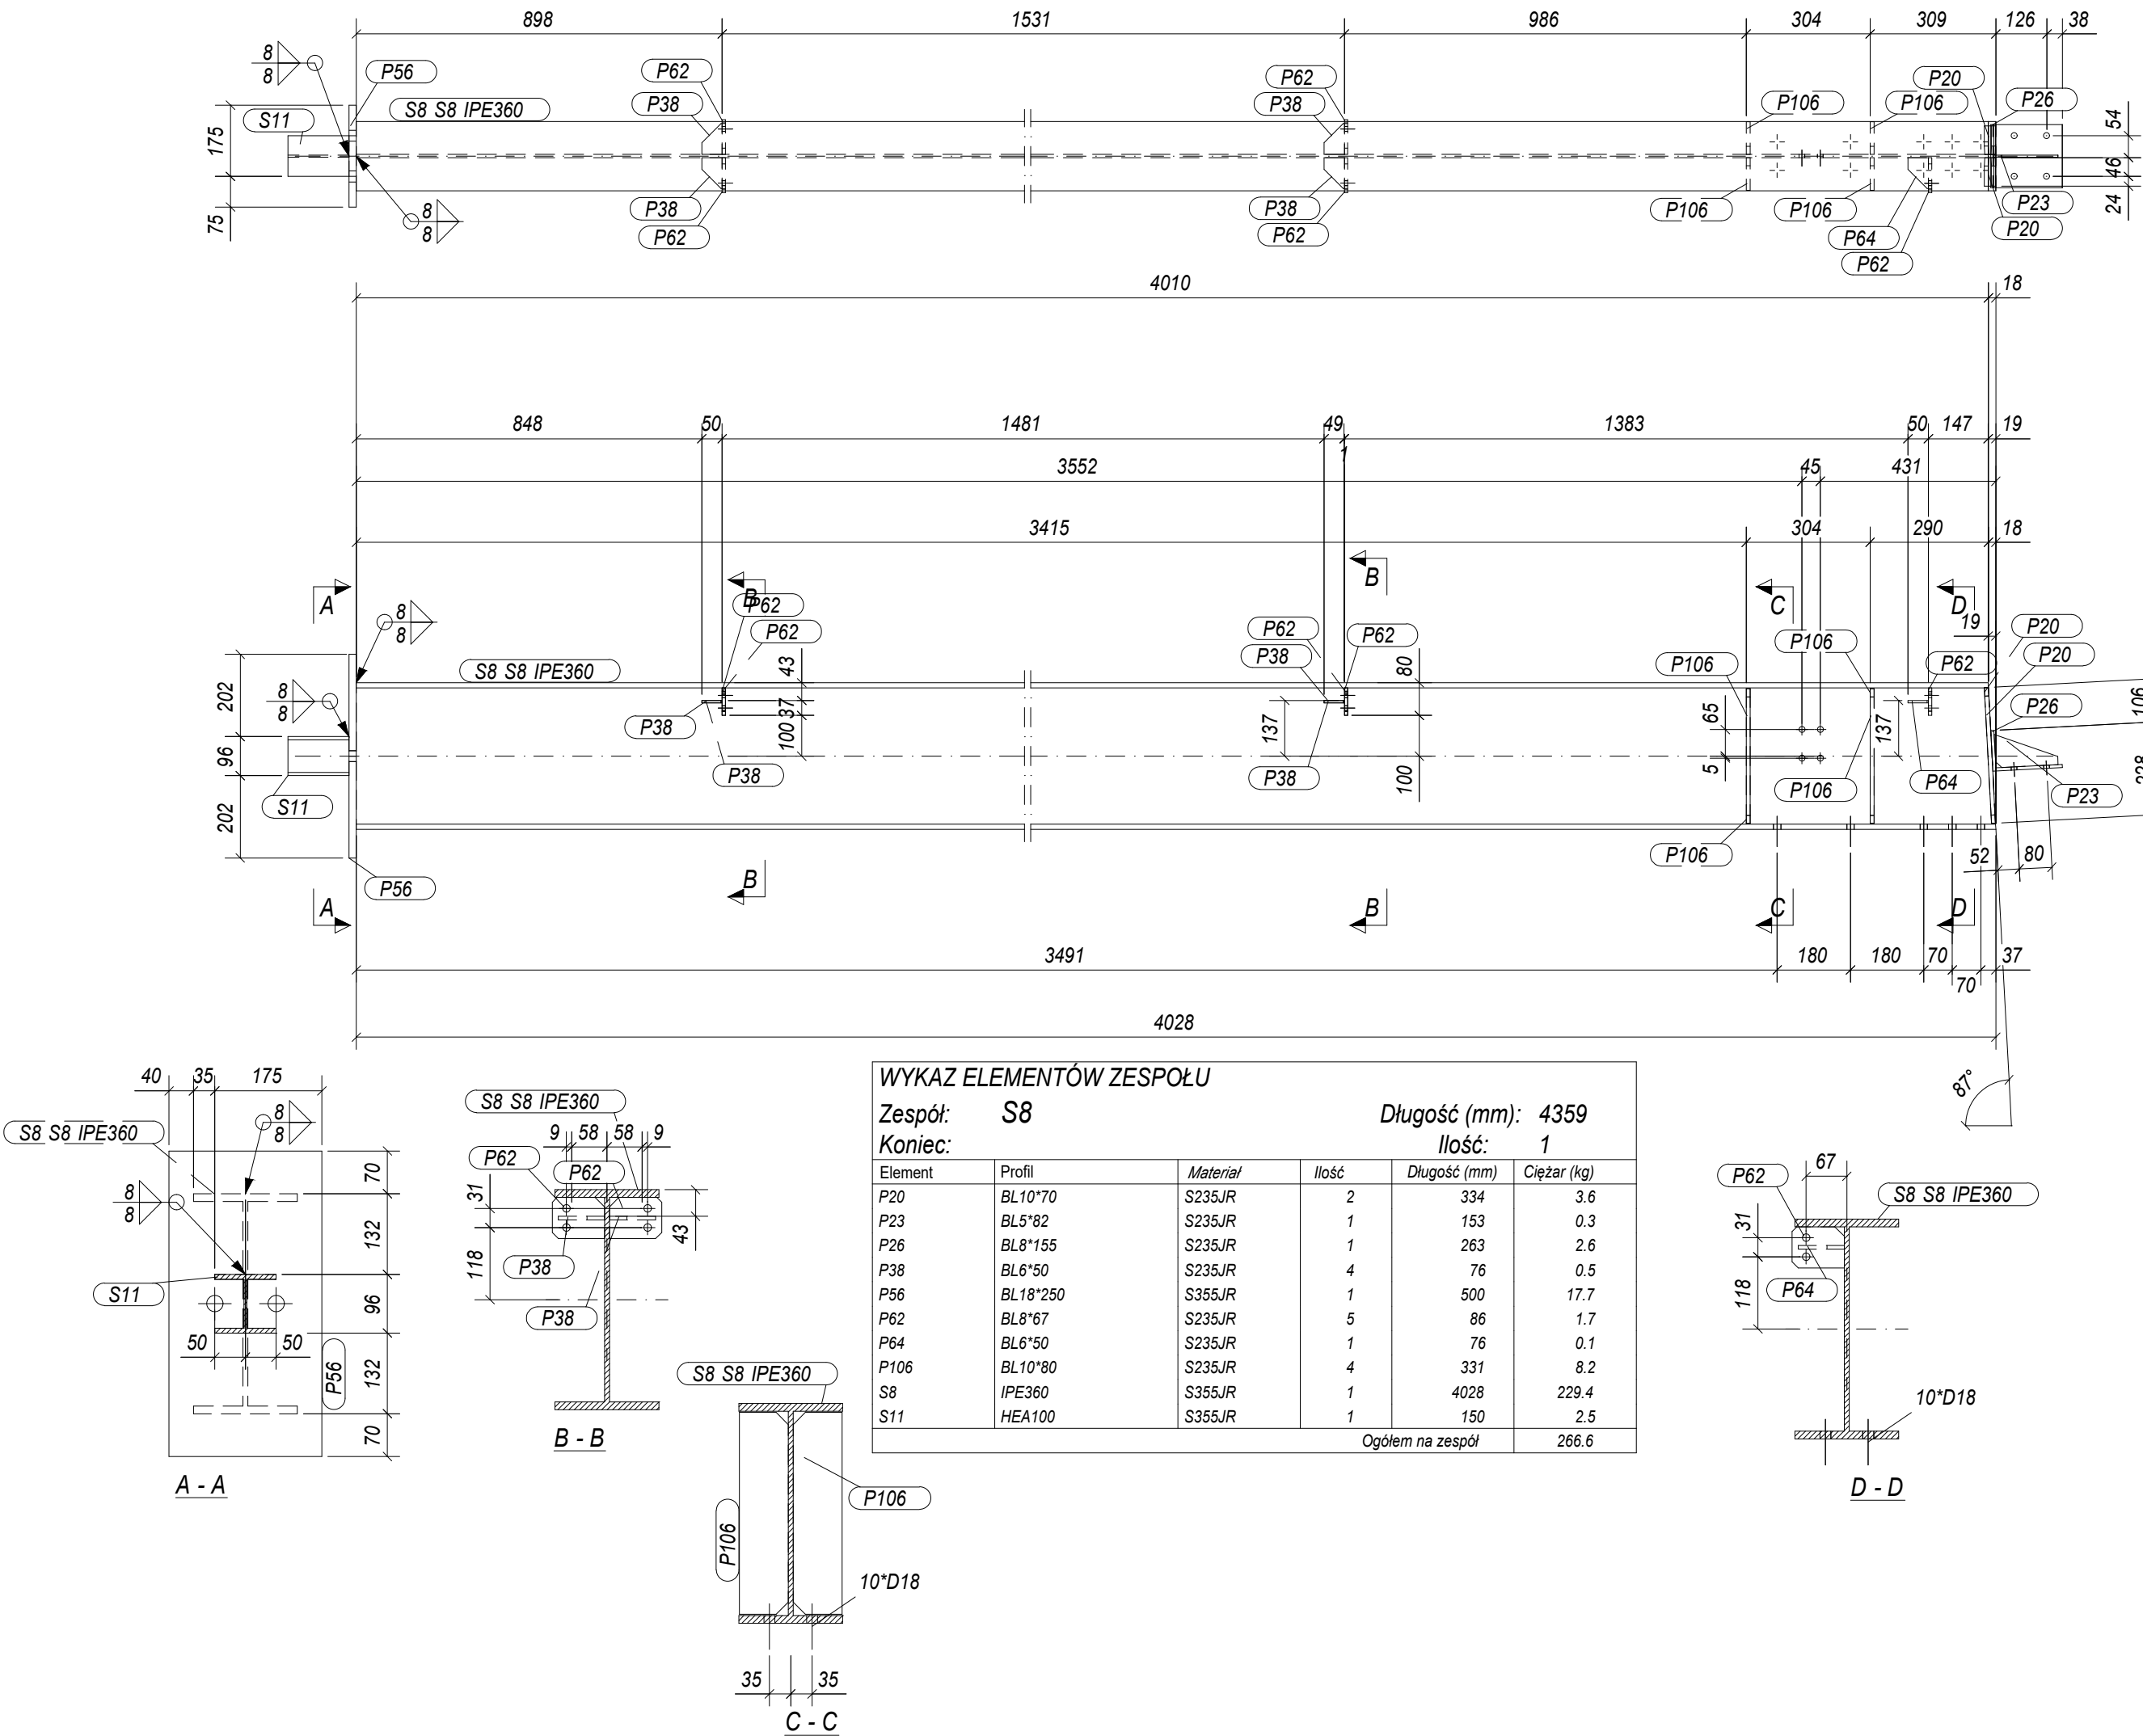 898 1531 986 304 309 126 38
8
8
P56
P62
P62
P20
P38
P38
P106
P106
P26
S8 S8 IPE360
S11
175
54
46
75
8
8
P38
P38
P106
P106
P23
24
P62
P62
P64
P20
P62
4010 18
848 50 1481 49 1383 50 147 19
1
3552 45 431
3415 304 290 18
A
B
B
C
D
8
8
P62
P62
P62
P62
19
P20
P106
P20
P38
P62
P106
S8 S8 IPE360
43
80
202
8
8
106
P26
P38
37
65
137
137
96
100
5
P38
P38
100
P64
228
S11
P106
P23
202
P106
52 80
P56
B
A
B
C
D
3491 180 180 70 37
70
4028
87°
40 35 175
8
8
S8 S8 IPE360
70
8
8
132
S11
96
50 50
P56
132
70
A - A
S8 S8 IPE360
9 58 58 9
P62
P62
31
43
118
P38
P38
B - B
S8 S8 IPE360
P106
P106
10*D18
35 35
C - C
WYKAZ ELEMENTÓW ZESPOŁU
Zespół: S8 Długość (mm): 4359
Koniec: Ilość: 1
Element Profil Materiał Ilość Długość (mm) Ciężar (kg)
P20 BL10*70 S235JR 2 334 3.6
P23 BL5*82 S235JR 1 153 0.3
P26 BL8*155 S235JR 1 263 2.6
P38 BL6*50 S235JR 4 76 0.5
P56 BL18*250 S355JR 1 500 17.7
P62 BL8*67 S235JR 5 86 1.7
P64 BL6*50 S235JR 1 76 0.1
P106 BL10*80 S235JR 4 331 8.2
S8 IPE360 S355JR 1 4028 229.4
S11 HEA100 S355JR 1 150 2.5
Ogółem na zespół 266.6
P62
67
S8 S8 IPE360
31
P64
118
10*D18
D - D